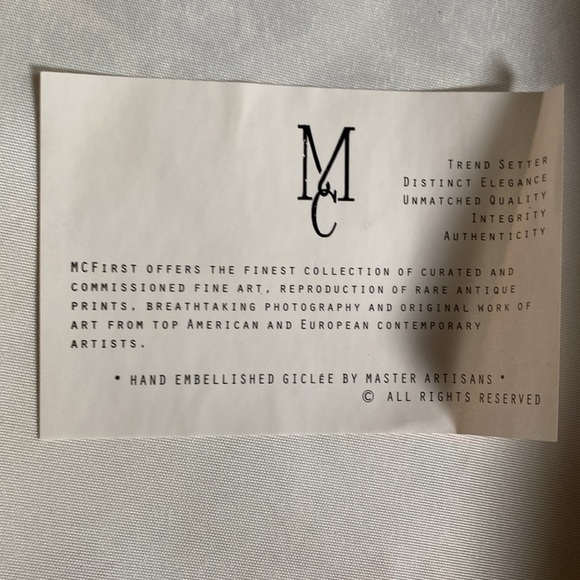 MC
Trend Setter
Distinct Elegance
Unmatched Quality
Integrity
Authenticity
MCFirst offers the finest collection of curated and
commissioned fine art, reproduction of rare antique
prints, breathtaking photography and original work of
art from top American and European contemporary
artists.
* Hand embellished giclée by master artisans *
© All rights reserved